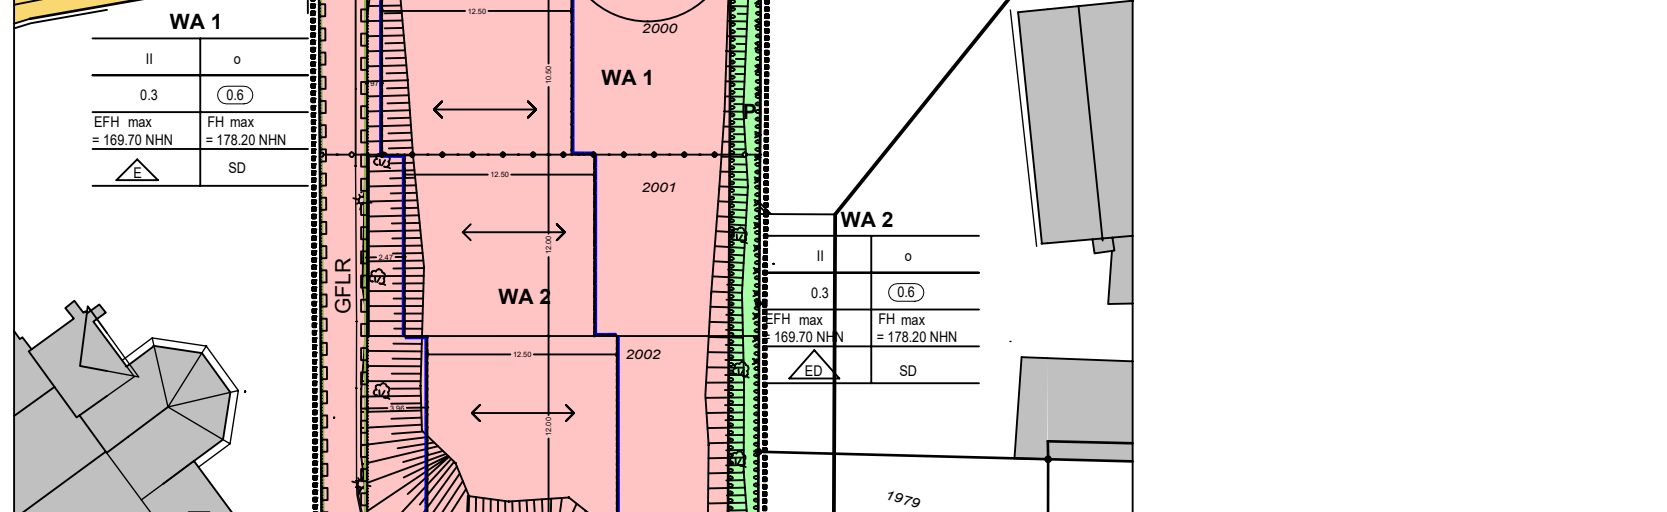 WA 1
II o
0.3 0.6
EFH max FH max
= 169.70 NHN = 178.20 NHN
E SD
12.50
2000
10.50
WA 1
P
12.50
2001
12.00
2.47
GFLR
WA 2
12.50
2002
3.96
12.00
WA 2
II o
0.3 0.6
EFH max FH max
= 169.70 NHN = 178.20 NHN
ED SD
1979